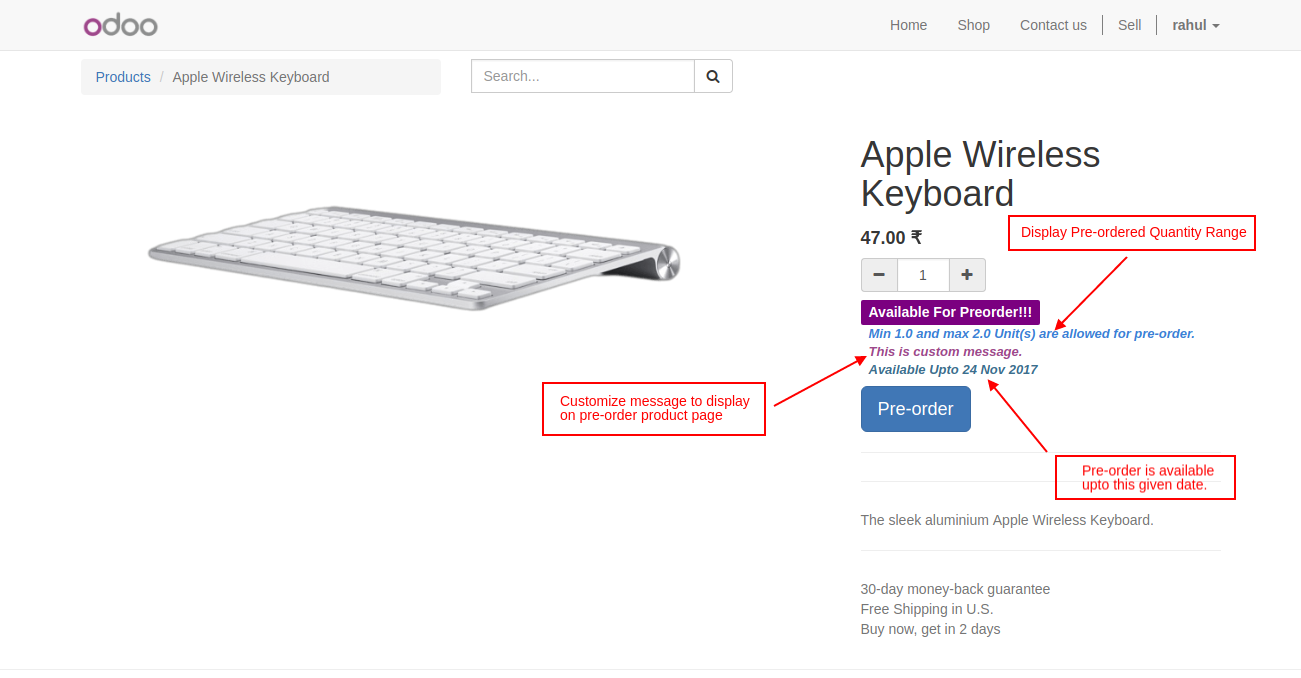 odoo
Home Shop Contact us Sell rahul
Products / Apple Wireless Keyboard
Search...
Apple Wireless
Keyboard
47.00 ₹
Display Pre-ordered Quantity Range
1
Available For Preorder!!!
Min 1.0 and max 2.0 Unit(s) are allowed for pre-order.
This is custom message.
Available Upto 24 Nov 2017
Customize message to display
on pre-order product page
Pre-order
Pre-order is available
upto this given date.
The sleek aluminium Apple Wireless Keyboard.
30-day money-back guarantee
Free Shipping in U.S.
Buy now, get in 2 days